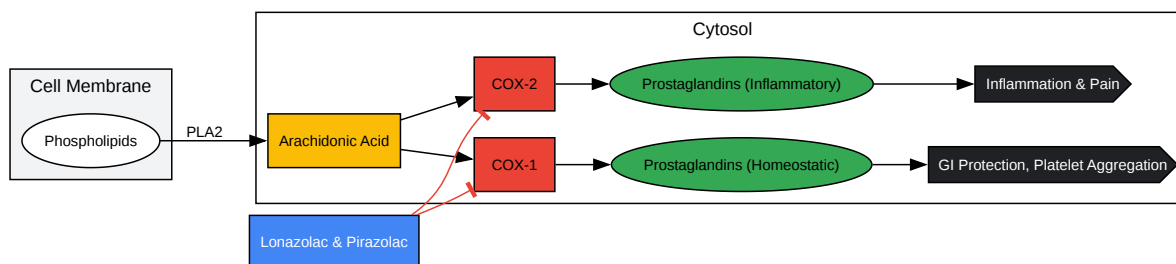 Cytosol
Cell Membrane
Phospholipids
PLA2
Arachidonic Acid
COX-2
Prostaglandins (Inflammatory)
Inflammation & Pain
COX-1
Prostaglandins (Homeostatic)
GI Protection, Platelet Aggregation
Lonazolac & Pirazolac